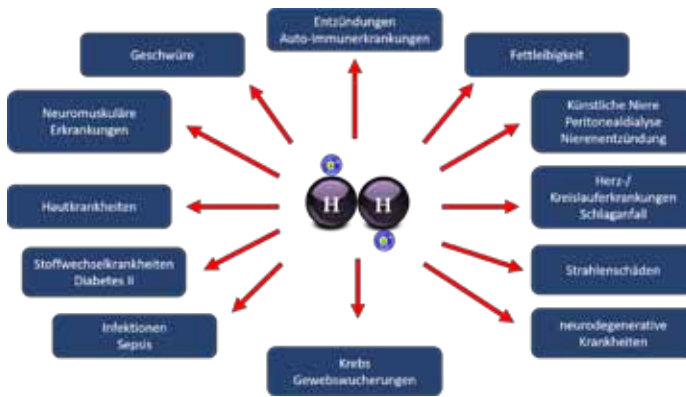 Entzündungen
Auto-Immunerkrankungen
Geschwüre
Fettleibigkeit
Neuromuskuläre
Erkrankungen
Künstliche Niere
Peritonealdialyse
Nierenentzündung
e⁻
H H
Hautkrankheiten
Herz-/
Kreislauferkrankungen
Schlaganfall
e⁻
Stoffwechselkrankheiten
Diabetes II
Strahlenschäden
Infektionen
Sepsis
neurodegenerative
Krankheiten
Krebs
Gewebswucherungen